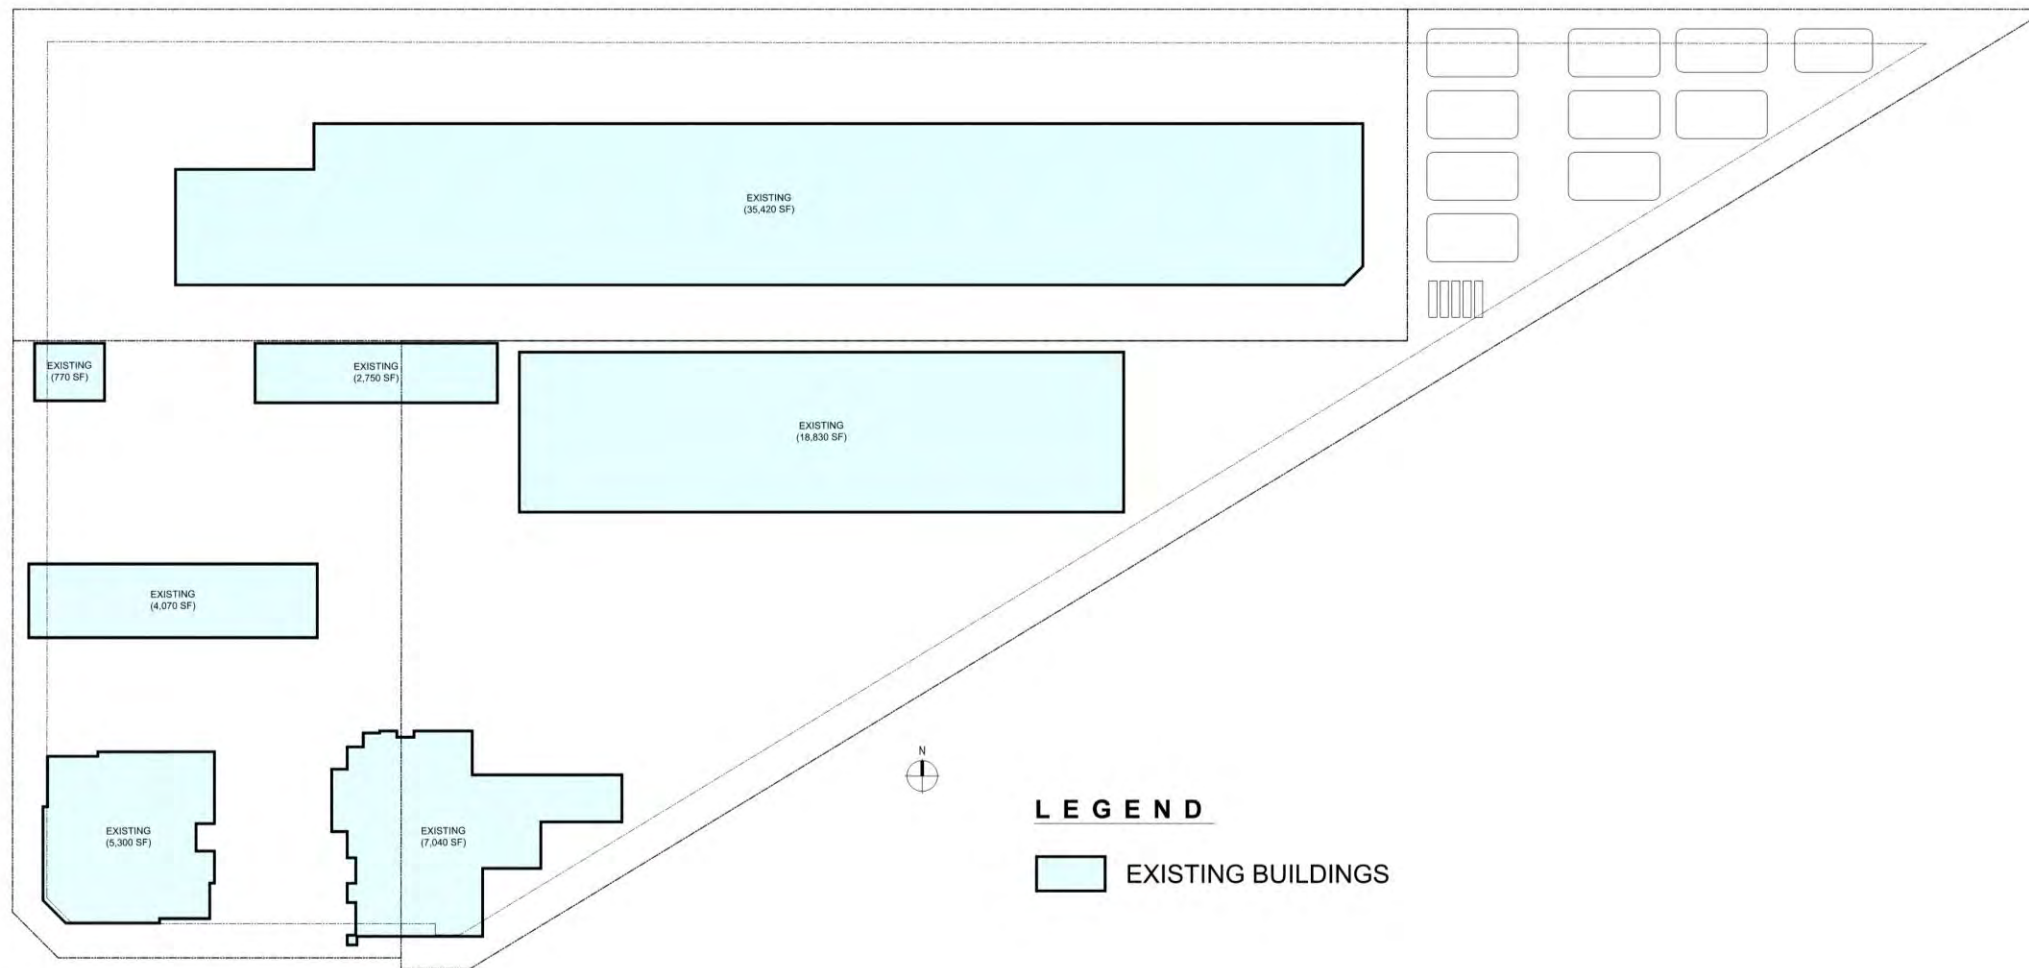 EXISTING
(35,420 SF)
EXISTING
(770 SF)
EXISTING
(2,750 SF)
EXISTING
(18,830 SF)
EXISTING
(4,070 SF)
EXISTING
(5,300 SF)
EXISTING
(7,040 SF)
N
LEGEND
EXISTING BUILDINGS